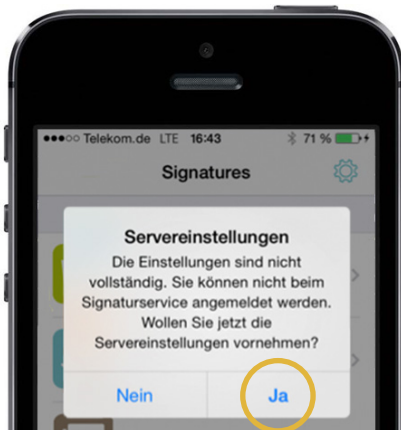 Telekom.de LTE 16:43 71 %
Signatures
Servereinstellungen
Die Einstellungen sind nicht
vollständig. Sie können nicht beim
Signaturservice angemeldet werden.
Wollen Sie jetzt die
Servereinstellungen vornehmen?
Nein Ja